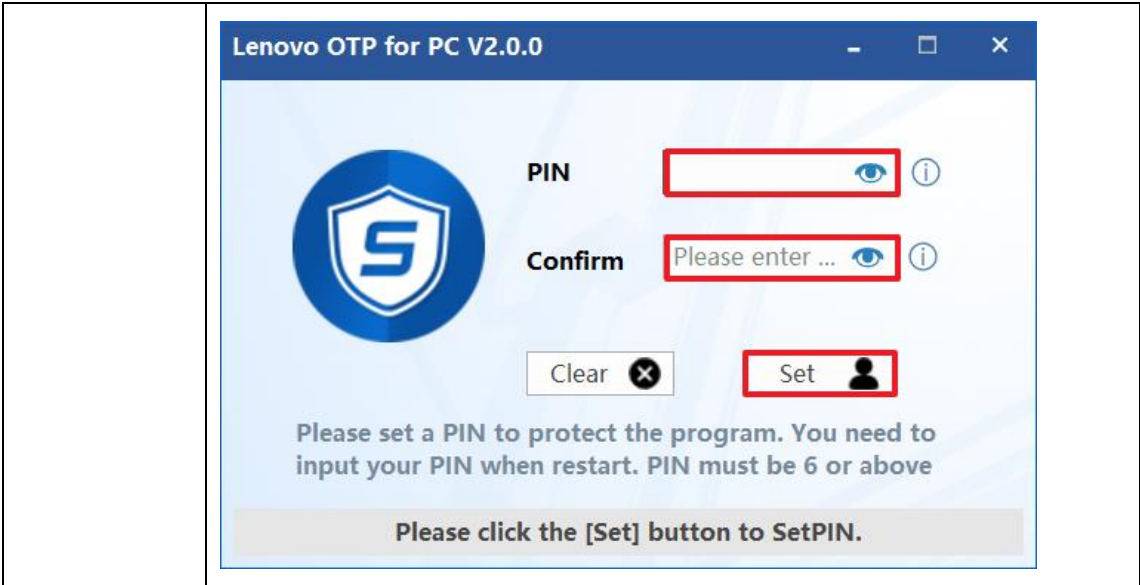 Lenovo OTP for PC V2.0.0
PIN
Confirm
Please enter ...
Clear
Set
Please set a PIN to protect the program. You need to
input your PIN when restart. PIN must be 6 or above
Please click the [Set] button to SetPIN.